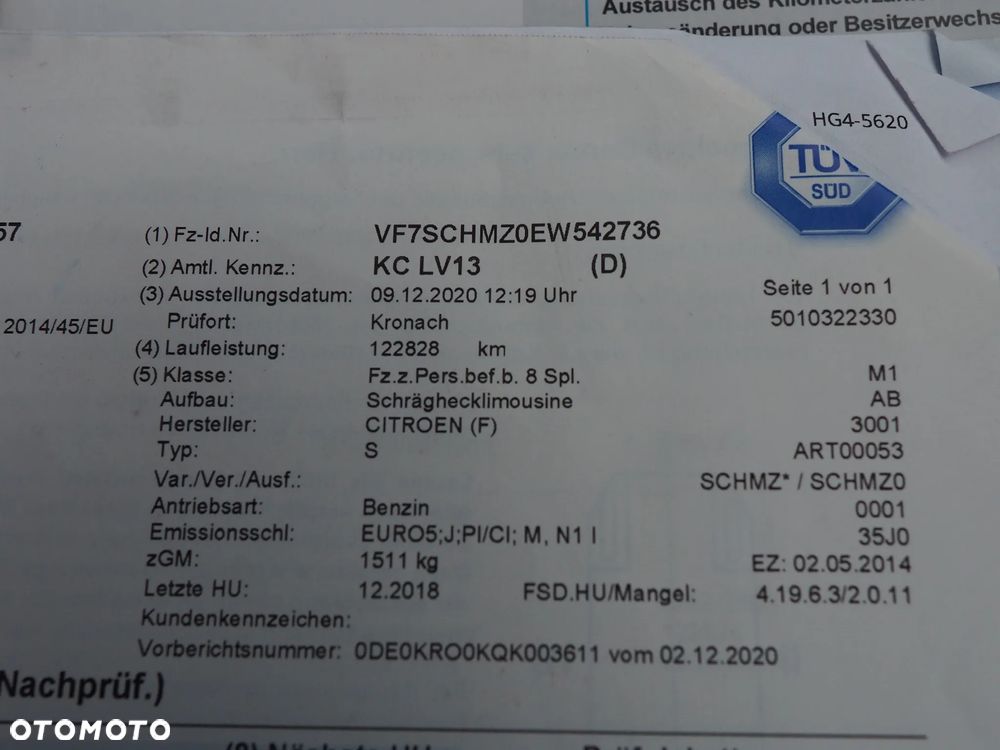 Austausch des
änderung oder Besitzerwechs
HG4-5620
TÜV
SÜD
57 (1) Fz-Id.Nr.: VF7SCHMZ0EW542736
(2) Amtl. Kennz.: KC LV13 (D)
(3) Ausstellungsdatum: 09.12.2020 12:19 Uhr Seite 1 von 1
2014/45/EU Prüfort: Kronach 5010322330
(4) Laufleistung: 122828 km
(5) Klasse: Fz.z.Pers.bef.b. 8 Spl. M1
Aufbau: Schräghecklimousine AB
Hersteller: CITROEN (F) 3001
Typ: S ART00053
Var./Ver./Ausf.: SCHMZ* / SCHMZ0
Antriebsart: Benzin 0001
Emissionsschl: EURO5;J;PI/CI; M, N1 I 35J0
zGM: 1511 kg EZ: 02.05.2014
Letzte HU: 12.2018 FSD.HU/Mangel: 4.19.6.3/2.0.11
Kundenkennzeichen:
Vorberichtsnummer: 0DE0KRO0KQK003611 vom 02.12.2020
Nachprüf.)
OTOMOTO